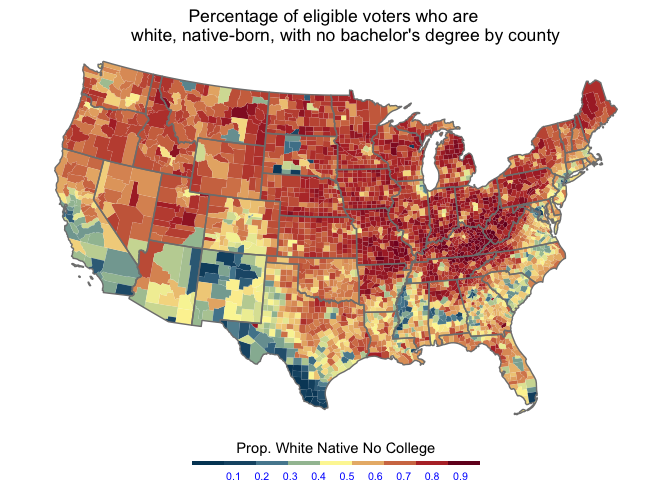 Percentage of eligible voters who are
white, native-born, with no bachelor's degree by county
Prop. White Native No College
0.1 0.2 0.3 0.4 0.5 0.6 0.7 0.8 0.9